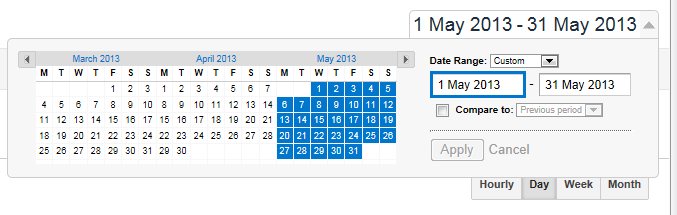 1 May 2013 - 31 May 2013
March 2013 April 2013 May 2013
M T W T F S S M T W T F S S M T W T F S S
1 2 3 1 2 3 4 5 6 7 1 2 3 4 5
4 5 6 7 8 9 10 8 9 10 11 12 13 14 6 7 8 9 10 11 12
11 12 13 14 15 16 17 15 16 17 18 19 20 21 13 14 15 16 17 18 19
18 19 20 21 22 23 24 22 23 24 25 26 27 28 20 21 22 23 24 25 26
25 26 27 28 29 30 31 29 30 27 28 29 30 31
Date Range: Custom
1 May 2013 - 31 May 2013
Compare to: Previous period
Apply Cancel
Hourly Day Week Month